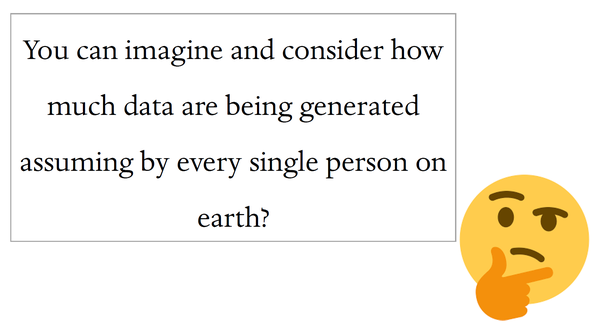 You can imagine and consider how
much data are being generated
assuming by every single person on
earth?